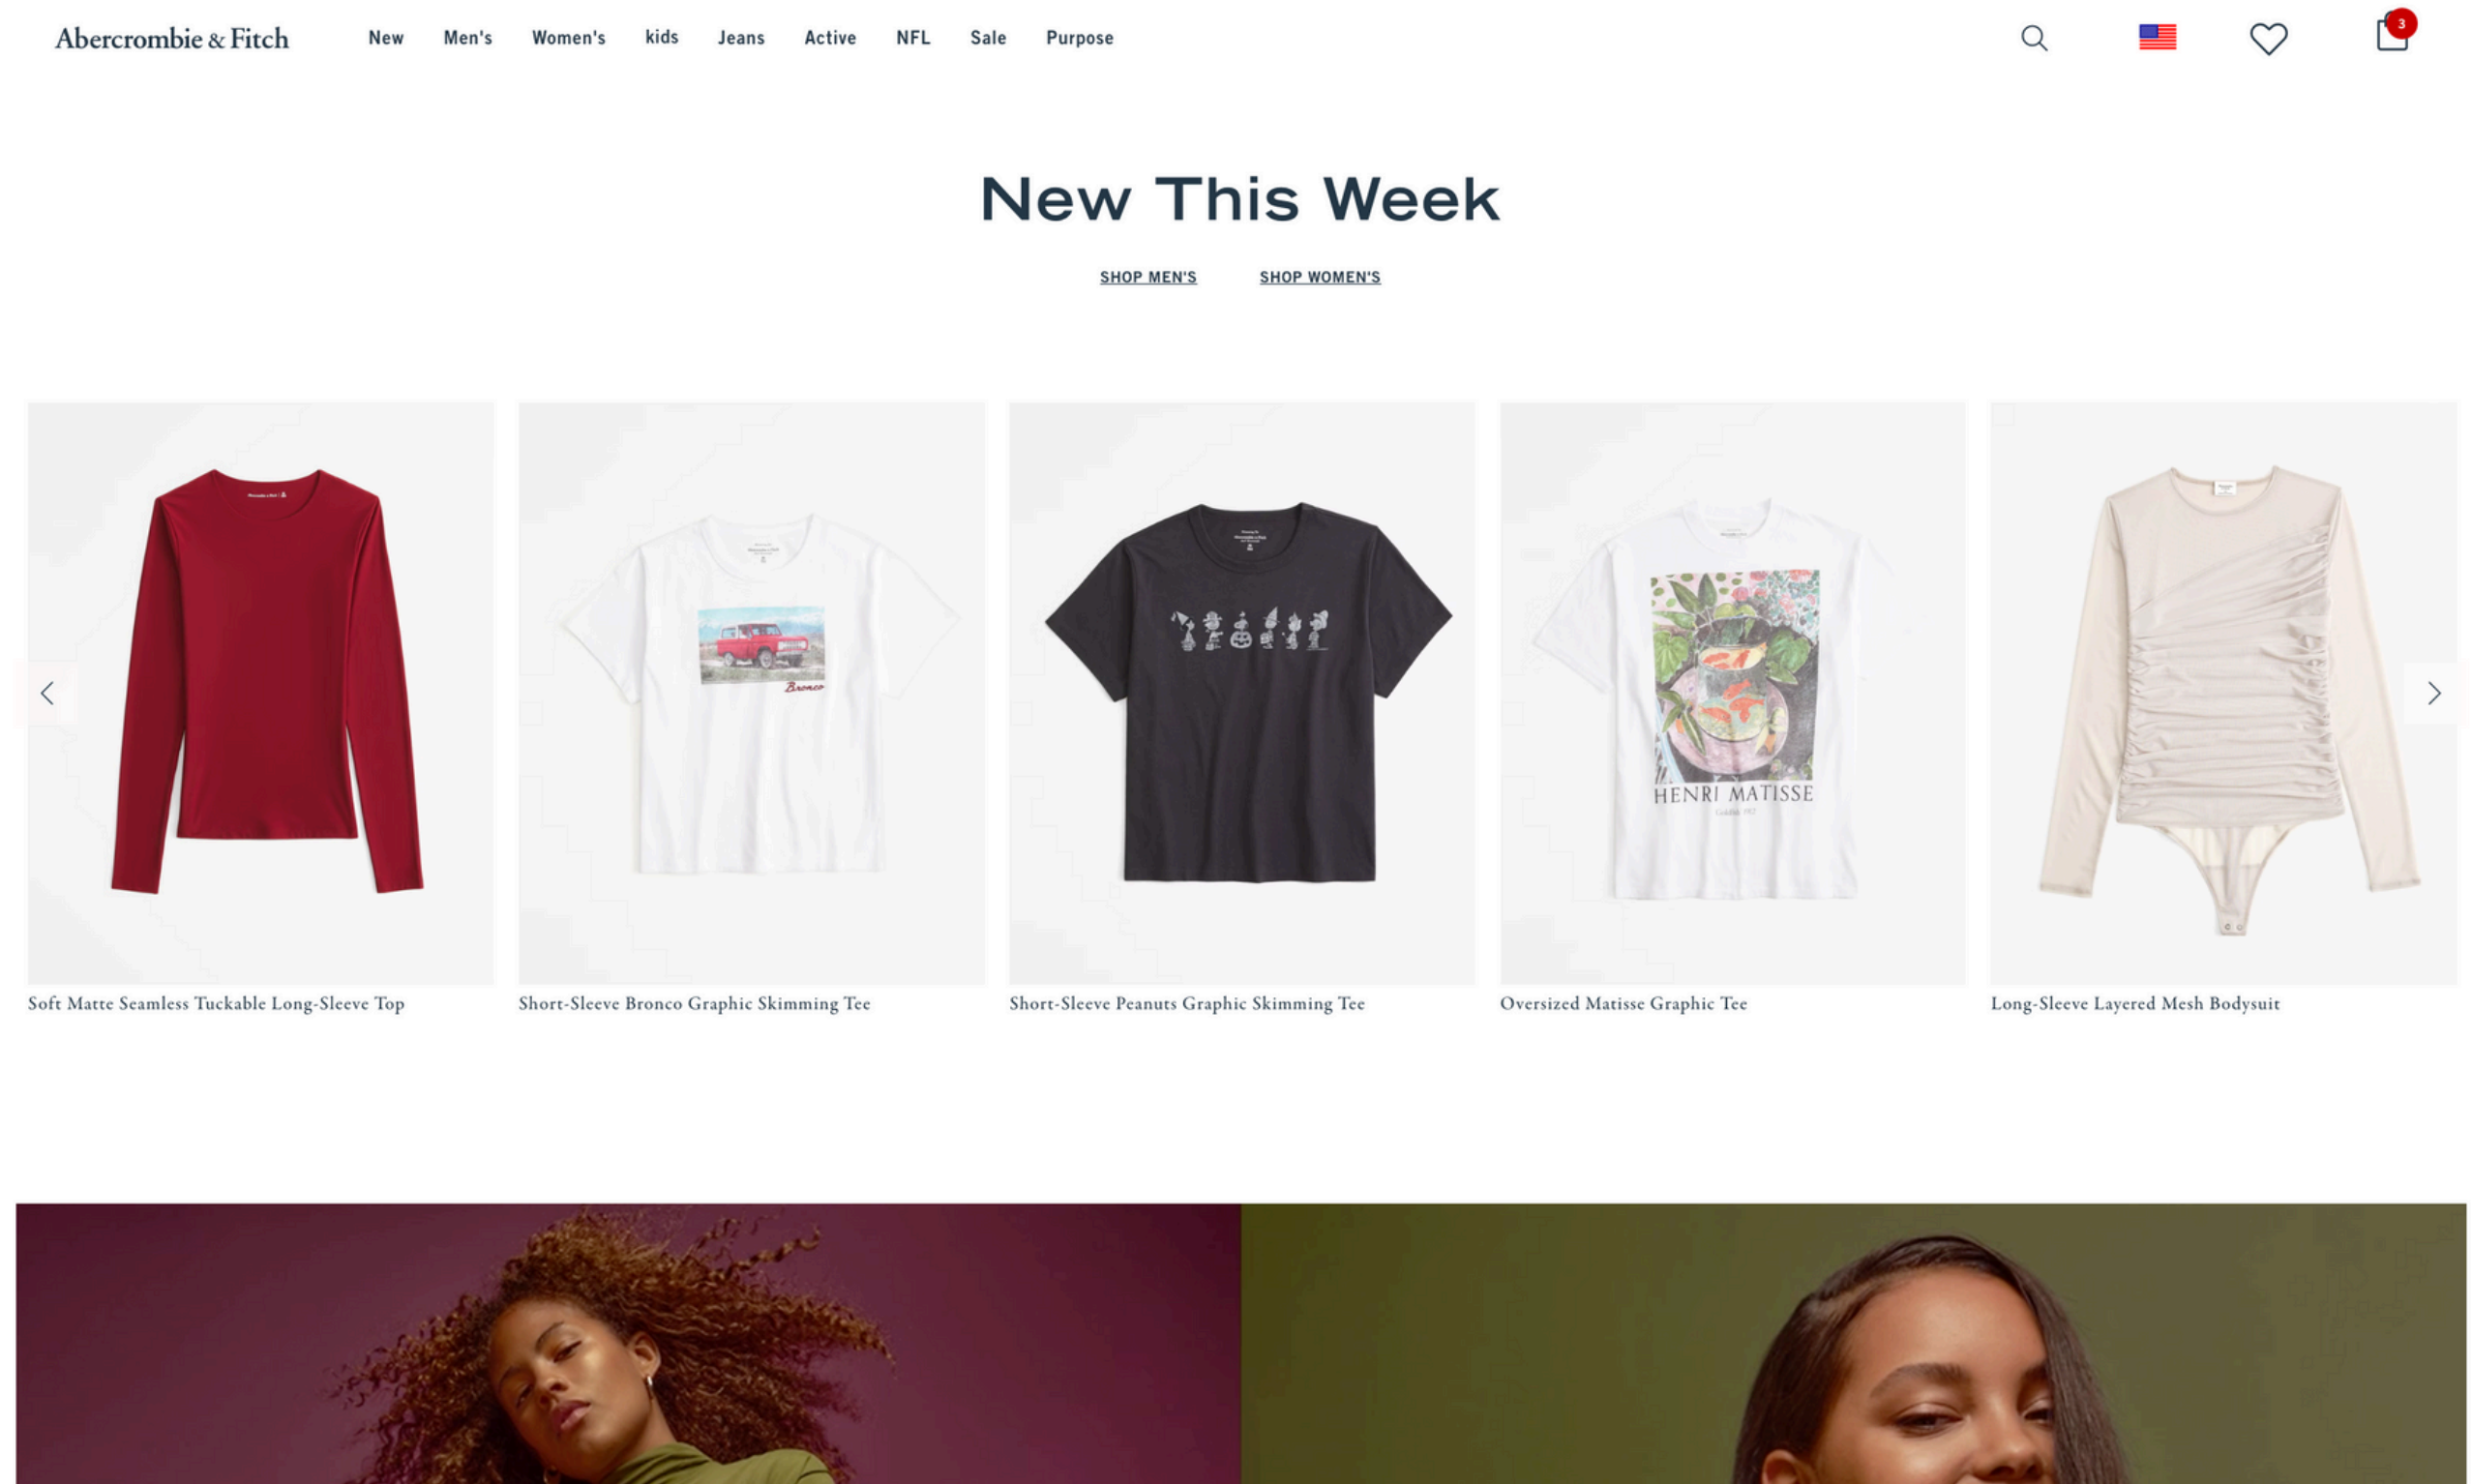 Abercrombie & Fitch
New Men's Women's kids Jeans Active NFL Sale Purpose
3
New This Week
SHOP MEN'S SHOP WOMEN'S
Bronco
HENRI MATISSE
Soft Matte Seamless Tuckable Long-Sleeve Top
Short-Sleeve Bronco Graphic Skimming Tee
Short-Sleeve Peanuts Graphic Skimming Tee
Oversized Matisse Graphic Tee
Long-Sleeve Layered Mesh Bodysuit